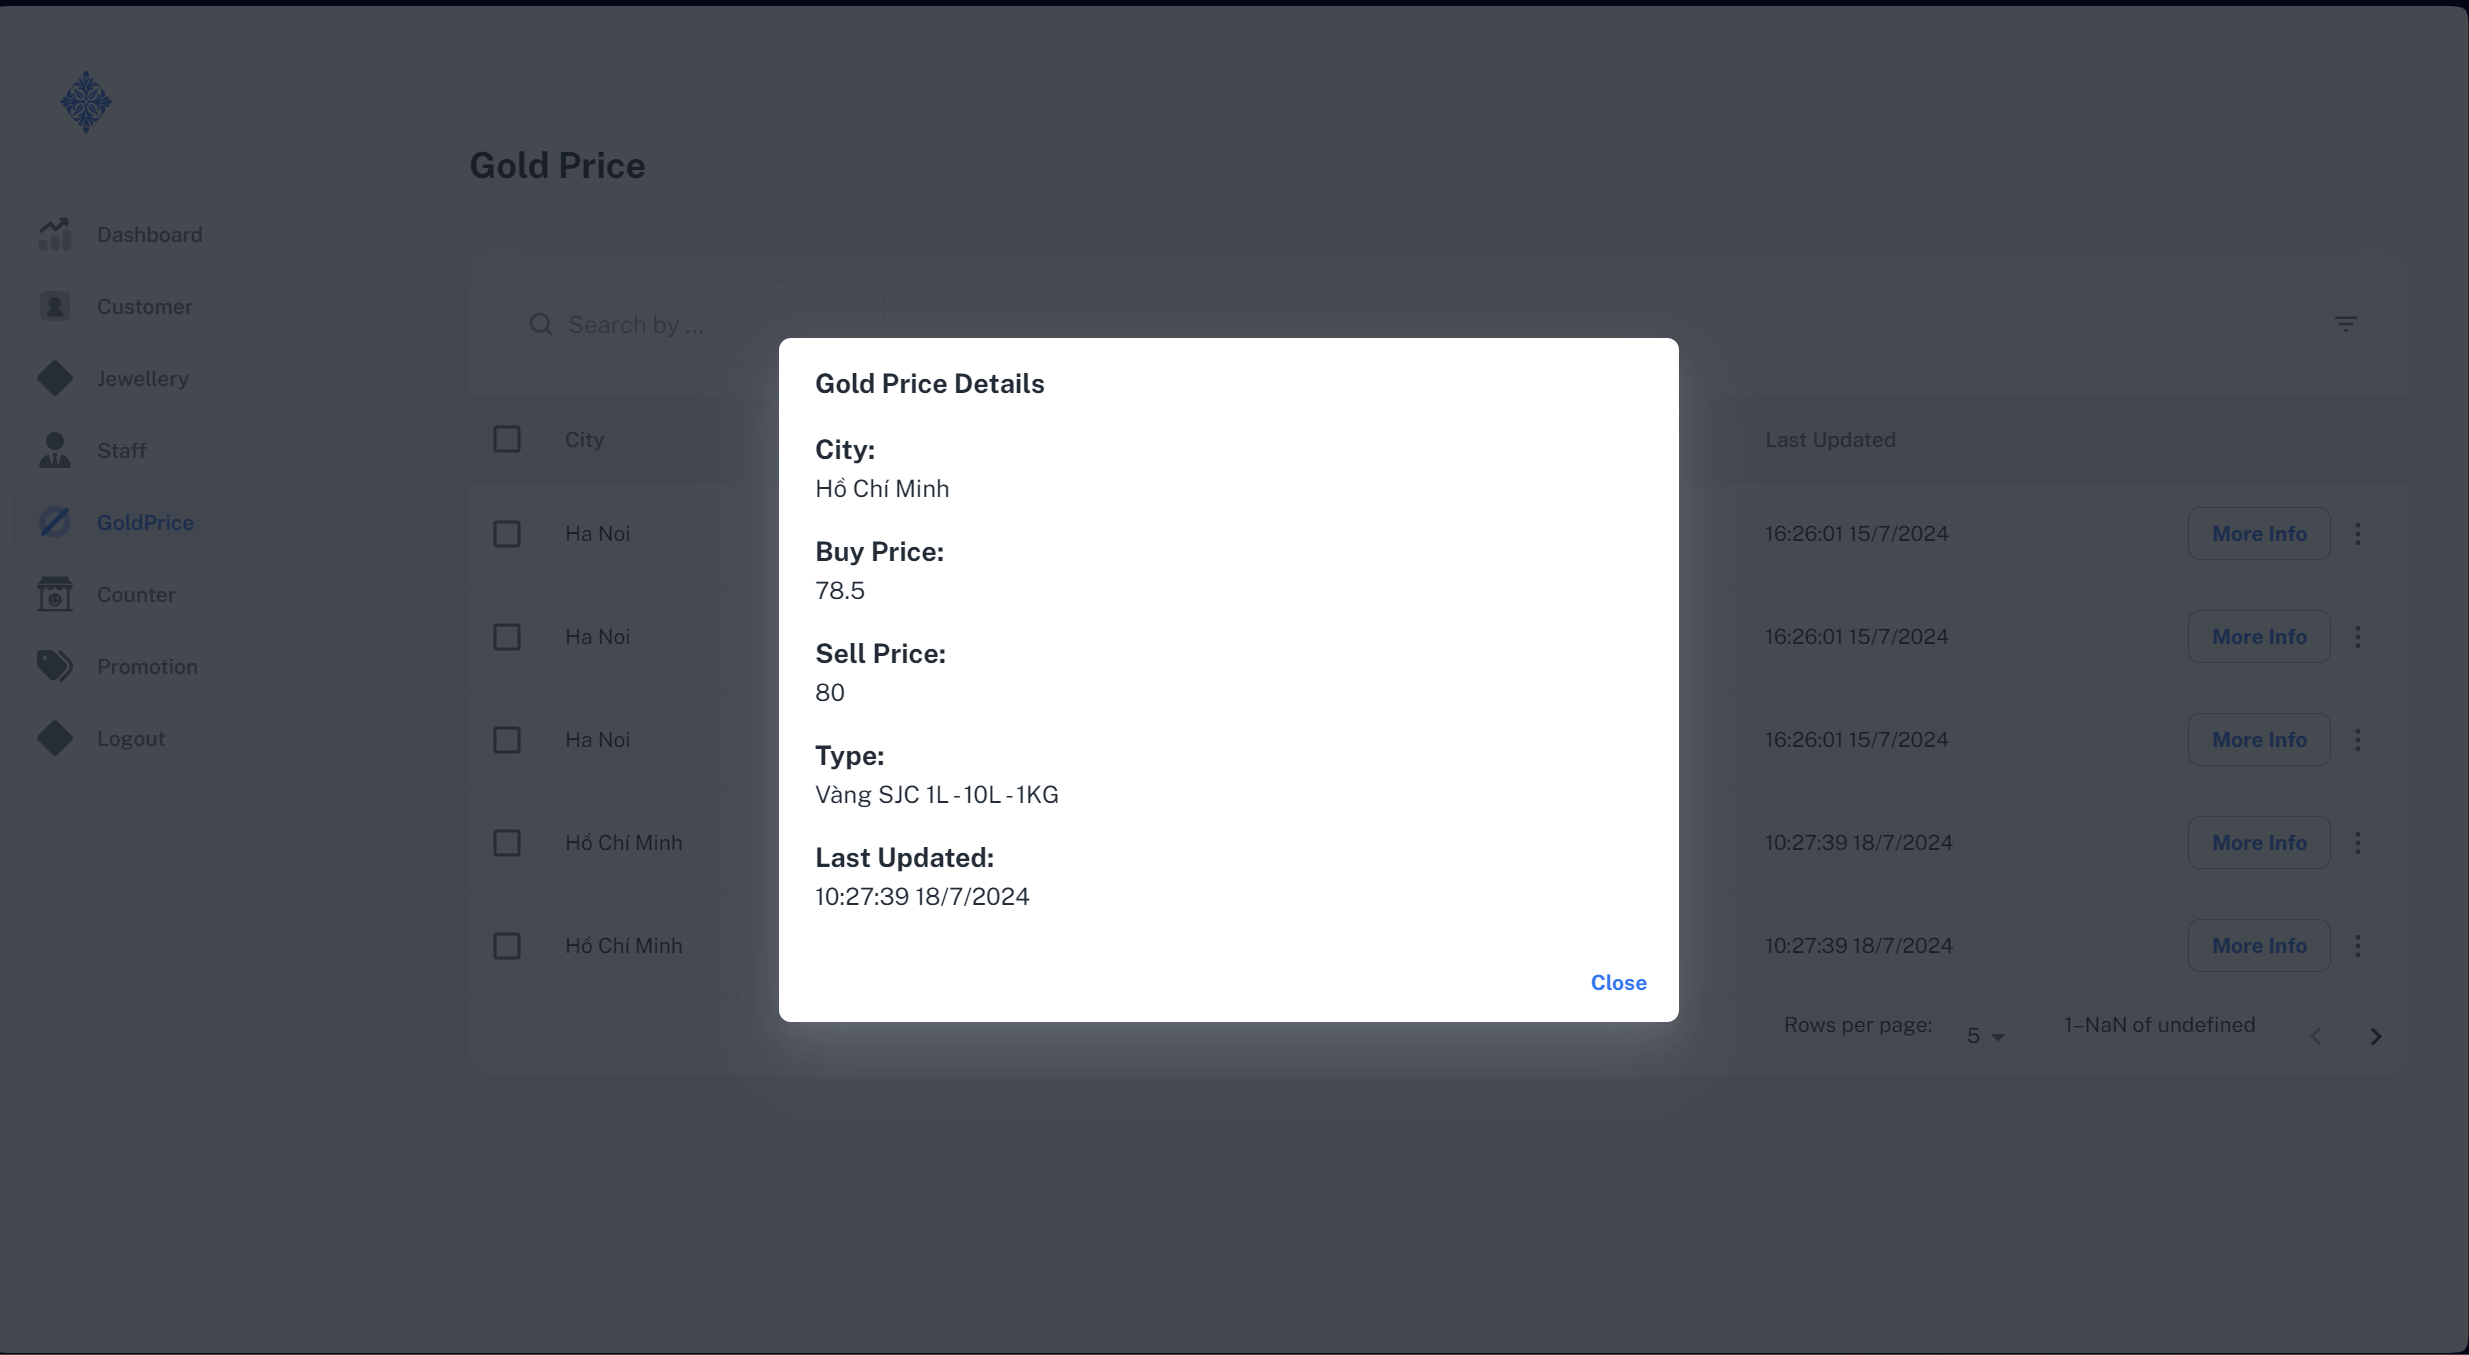 Dashboard
Customer
Jewellery
Staff
GoldPrice
Counter
Promotion
Logout
Gold Price
Search by ...
City
Last Updated
Ha Noi
16:26:01 15/7/2024
More Info
Ha Noi
16:26:01 15/7/2024
More Info
Ha Noi
16:26:01 15/7/2024
More Info
Hồ Chí Minh
10:27:39 18/7/2024
More Info
Hồ Chí Minh
10:27:39 18/7/2024
More Info
Rows per page:
5
1–NaN of undefined
Gold Price Details
City:
Hồ Chí Minh
Buy Price:
78.5
Sell Price:
80
Type:
Vàng SJC 1L - 10L - 1KG
Last Updated:
10:27:39 18/7/2024
Close